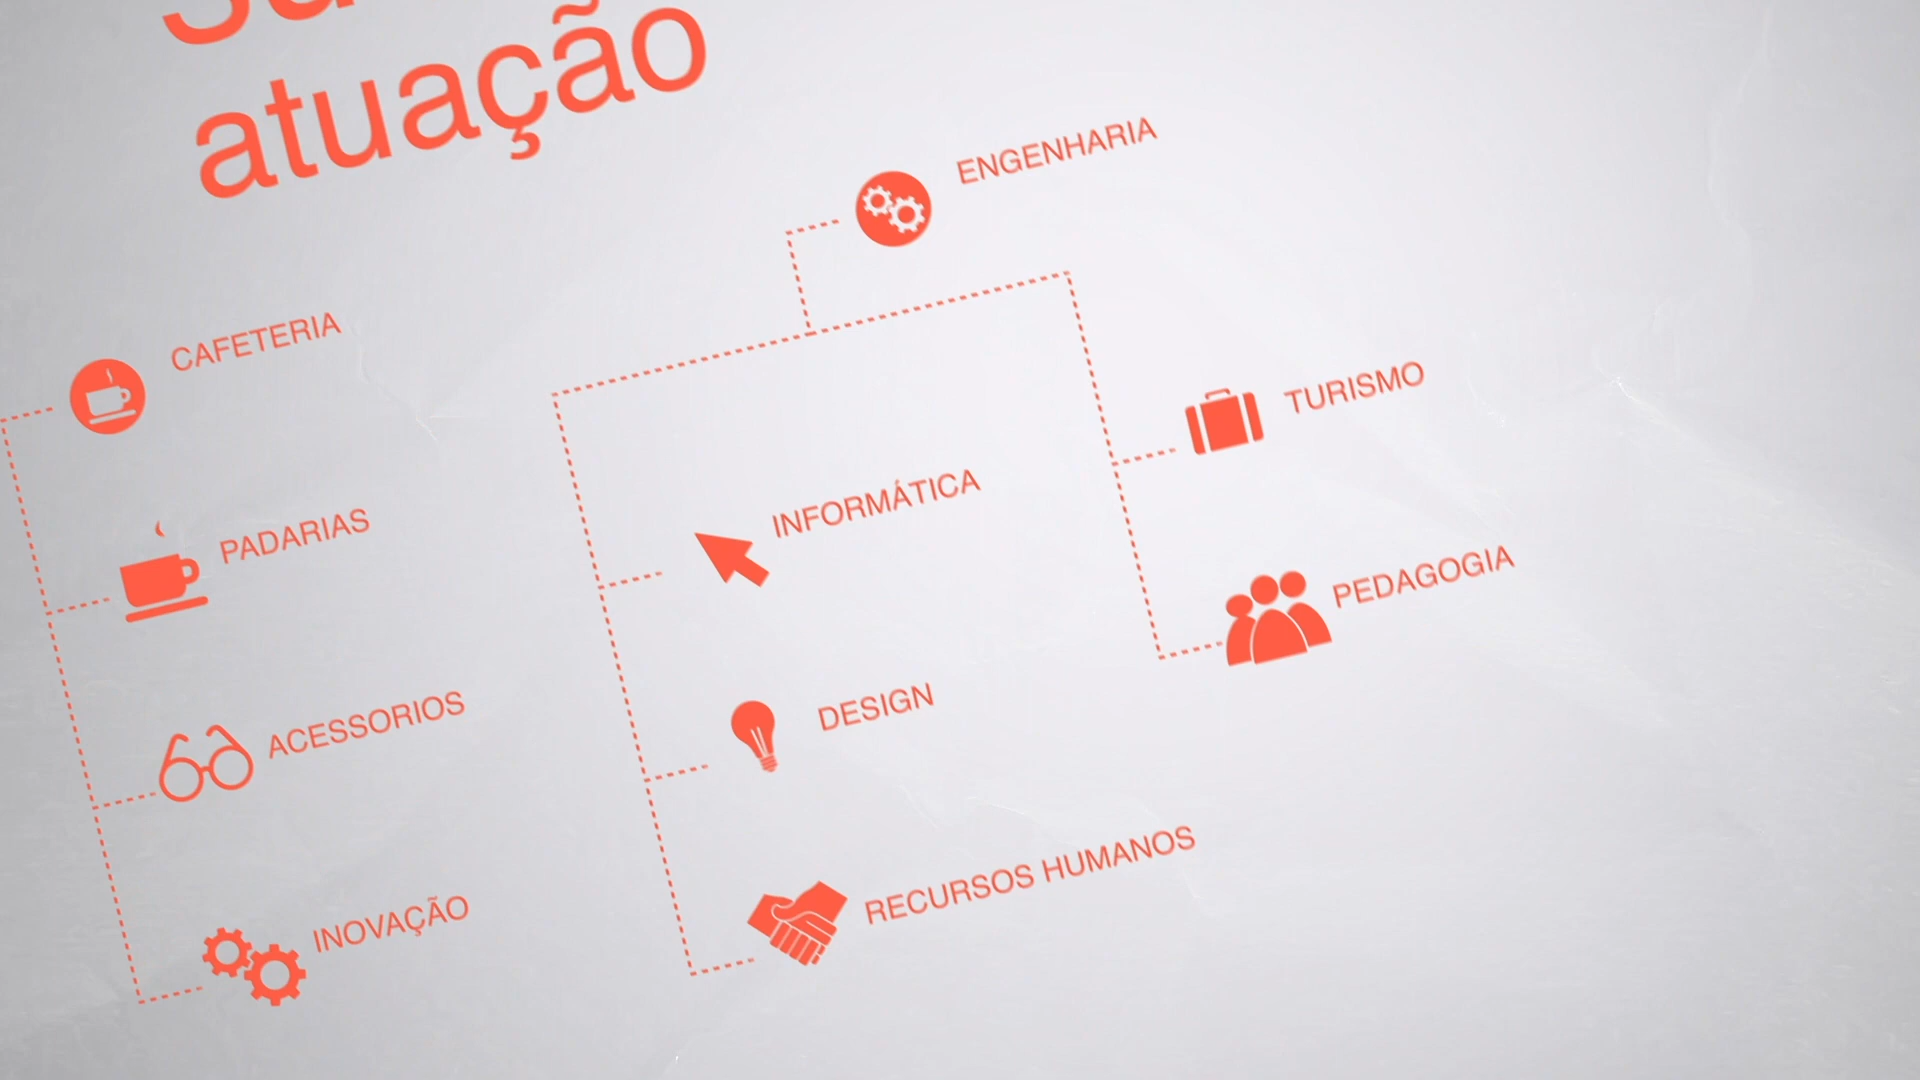 atuação
CAFETERIA
PADARIAS
ACESSORIOS
INOVAÇÃO
ENGENHARIA
INFORMÁTICA
DESIGN
RECURSOS HUMANOS
TURISMO
PEDAGOGIA